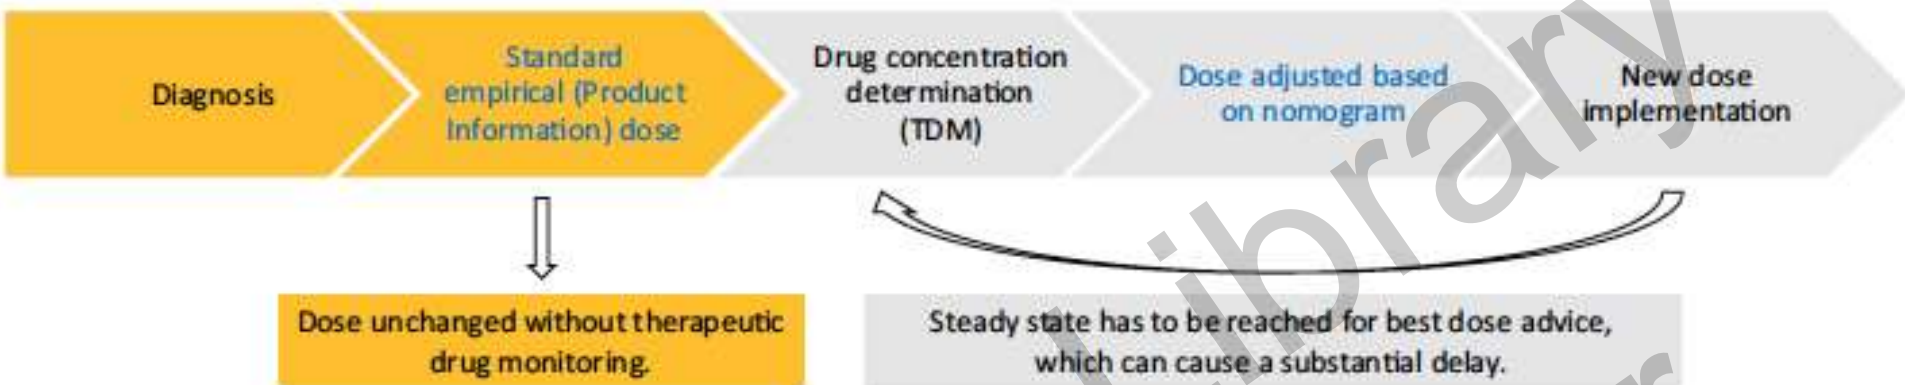 Diagnosis
Standard
empirical (Product
Information) dose
Drug concentration
determination
(TDM)
Dose adjusted based
on nomogram
New dose
implementation
Dose unchanged without therapeutic
drug monitoring.
Steady state has to be reached for best dose advice,
which can cause a substantial delay.
Library